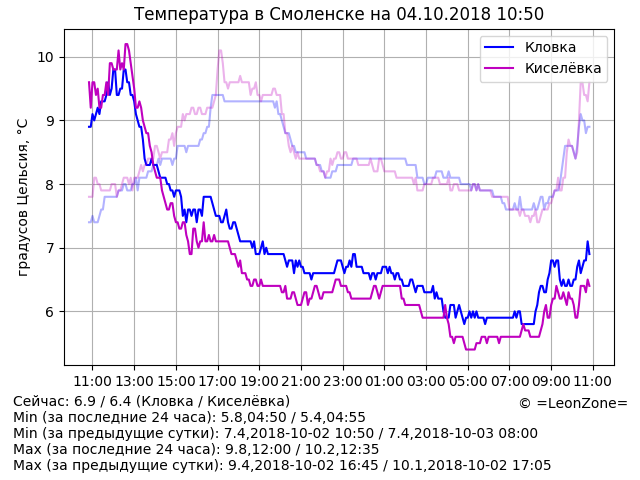 Температура в Смоленске на 04.10.2018 10:50
Кловка
Киселёвка
градусов Цельсия, °C
10
9
8
7
6
11:00 13:00 15:00 17:00 19:00 21:00 23:00 01:00 03:00 05:00 07:00 09:00 11:00
Сейчас: 6.9 / 6.4 (Кловка / Киселёвка)
© =LeonZone=
Min (за последние 24 часа): 5.8,04:50 / 5.4,04:55
Min (за предыдущие сутки): 7.4,2018-10-02 10:50 / 7.4,2018-10-03 08:00
Max (за последние 24 часа): 9.8,12:00 / 10.2,12:35
Max (за предыдущие сутки): 9.4,2018-10-02 16:45 / 10.1,2018-10-02 17:05